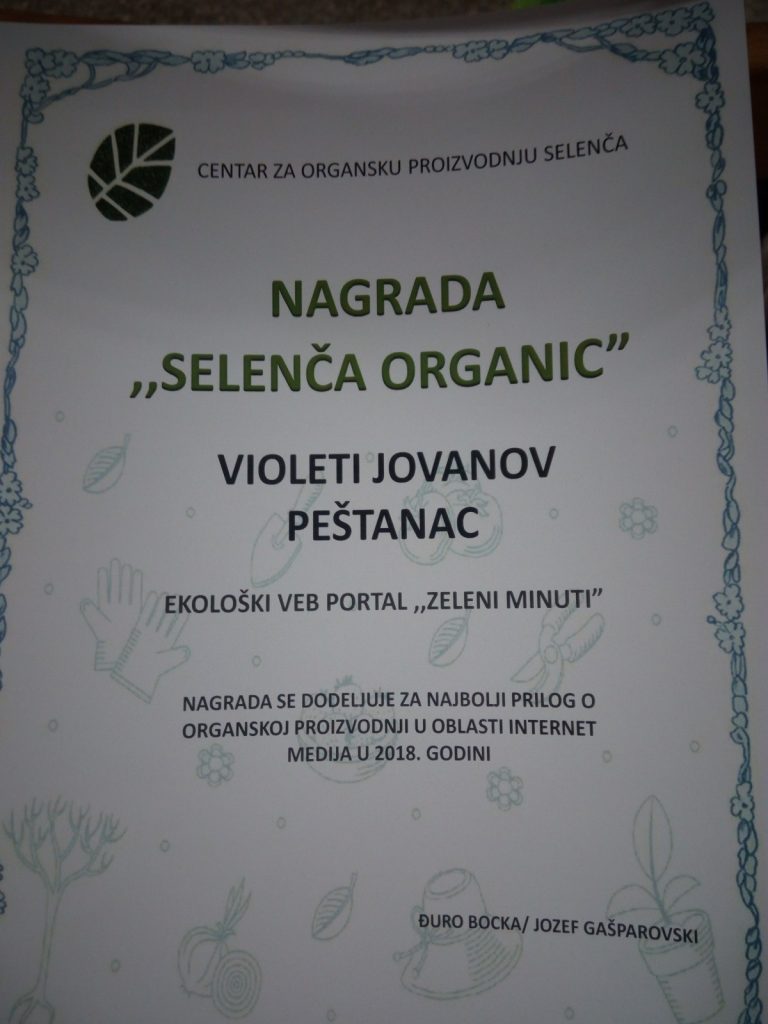 CENTAR ZA ORGANSKU PROIZVODNJU SELENČA
NAGRADA
,,SELENČA ORGANIC”
VIOLETI JOVANOV
PEŠTANAC
EKOLOŠKI VEB PORTAL ,,ZELENI MINUTI”
NAGRADA SE DODELJUJE ZA NAJBOLJI PRILOG O
ORGANSKOJ PROIZVODNJI U OBLASTI INTERNET
MEDIJA U 2018. GODINI
ĐURO BOCKA/ JOZEF GAŠPAROVSKI